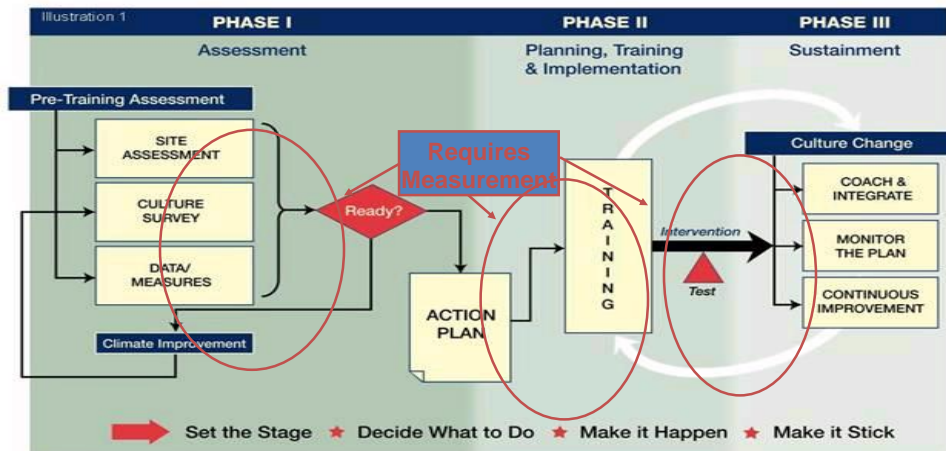 Illustration 1
PHASE I
PHASE II
PHASE III
Assessment
Planning, Training
& Implementation
Sustainment
Pre-Training Assessment
SITE
ASSESSMENT
CULTURE
SURVEY
DATA/
MEASURES
Climate Improvement
Ready?
Requires
Measurement
ACTION
PLAN
TRAINING
Intervention
Test
Culture Change
COACH &
INTEGRATE
MONITOR
THE PLAN
CONTINUOUS
IMPROVEMENT
Set the Stage ★ Decide What to Do ★ Make it Happen ★ Make it Stick